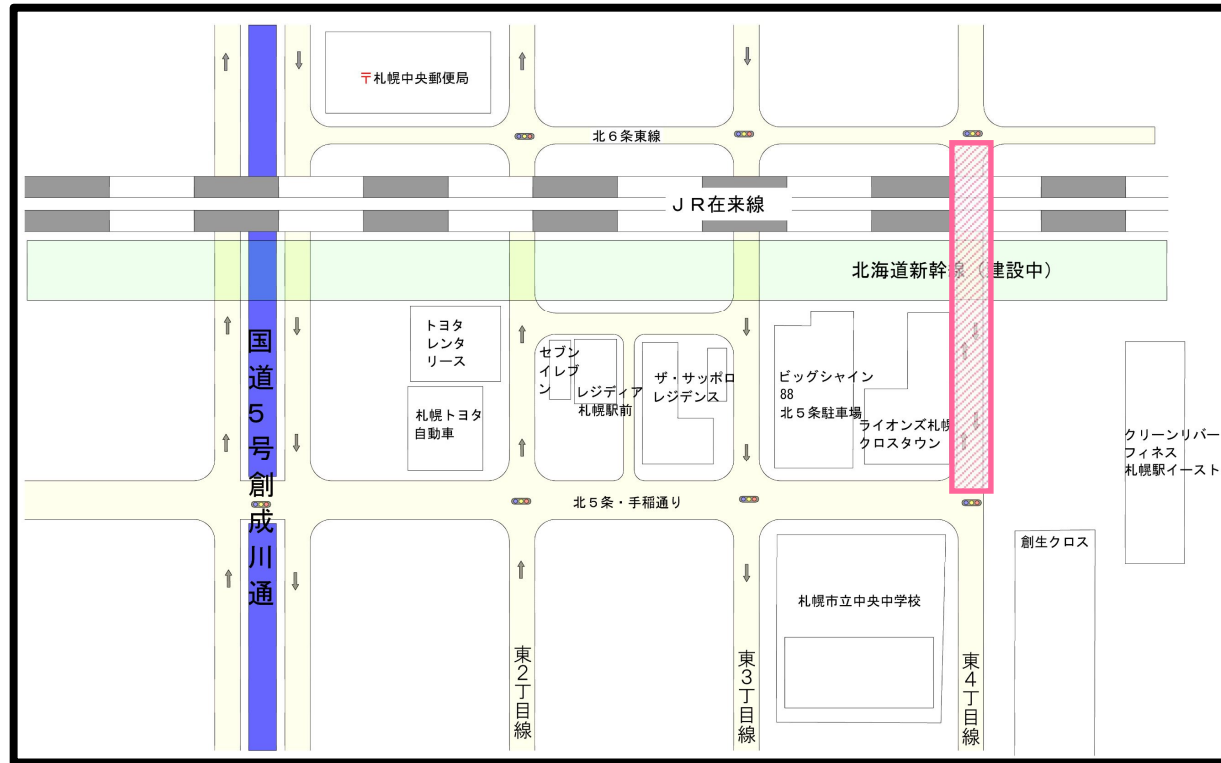 〒札幌中央郵便局
北６条東線
ＪＲ在来線
北海道新幹線（建設中）
国道５号創成川通
トヨタ
レンタ
リース
札幌トヨタ
自動車
セブン
イレブ
ン
レジディア
札幌駅前
ザ・サッポロ
レジデンス
ビッグシャイン
88
北５条駐車場
ライオンズ札幌
クロスタウン
クリーンリバー
フィネス
札幌駅イースト
北５条・手稲通り
創生クロス
札幌市立中央中学校
東２丁目線
東３丁目線
東４丁目線